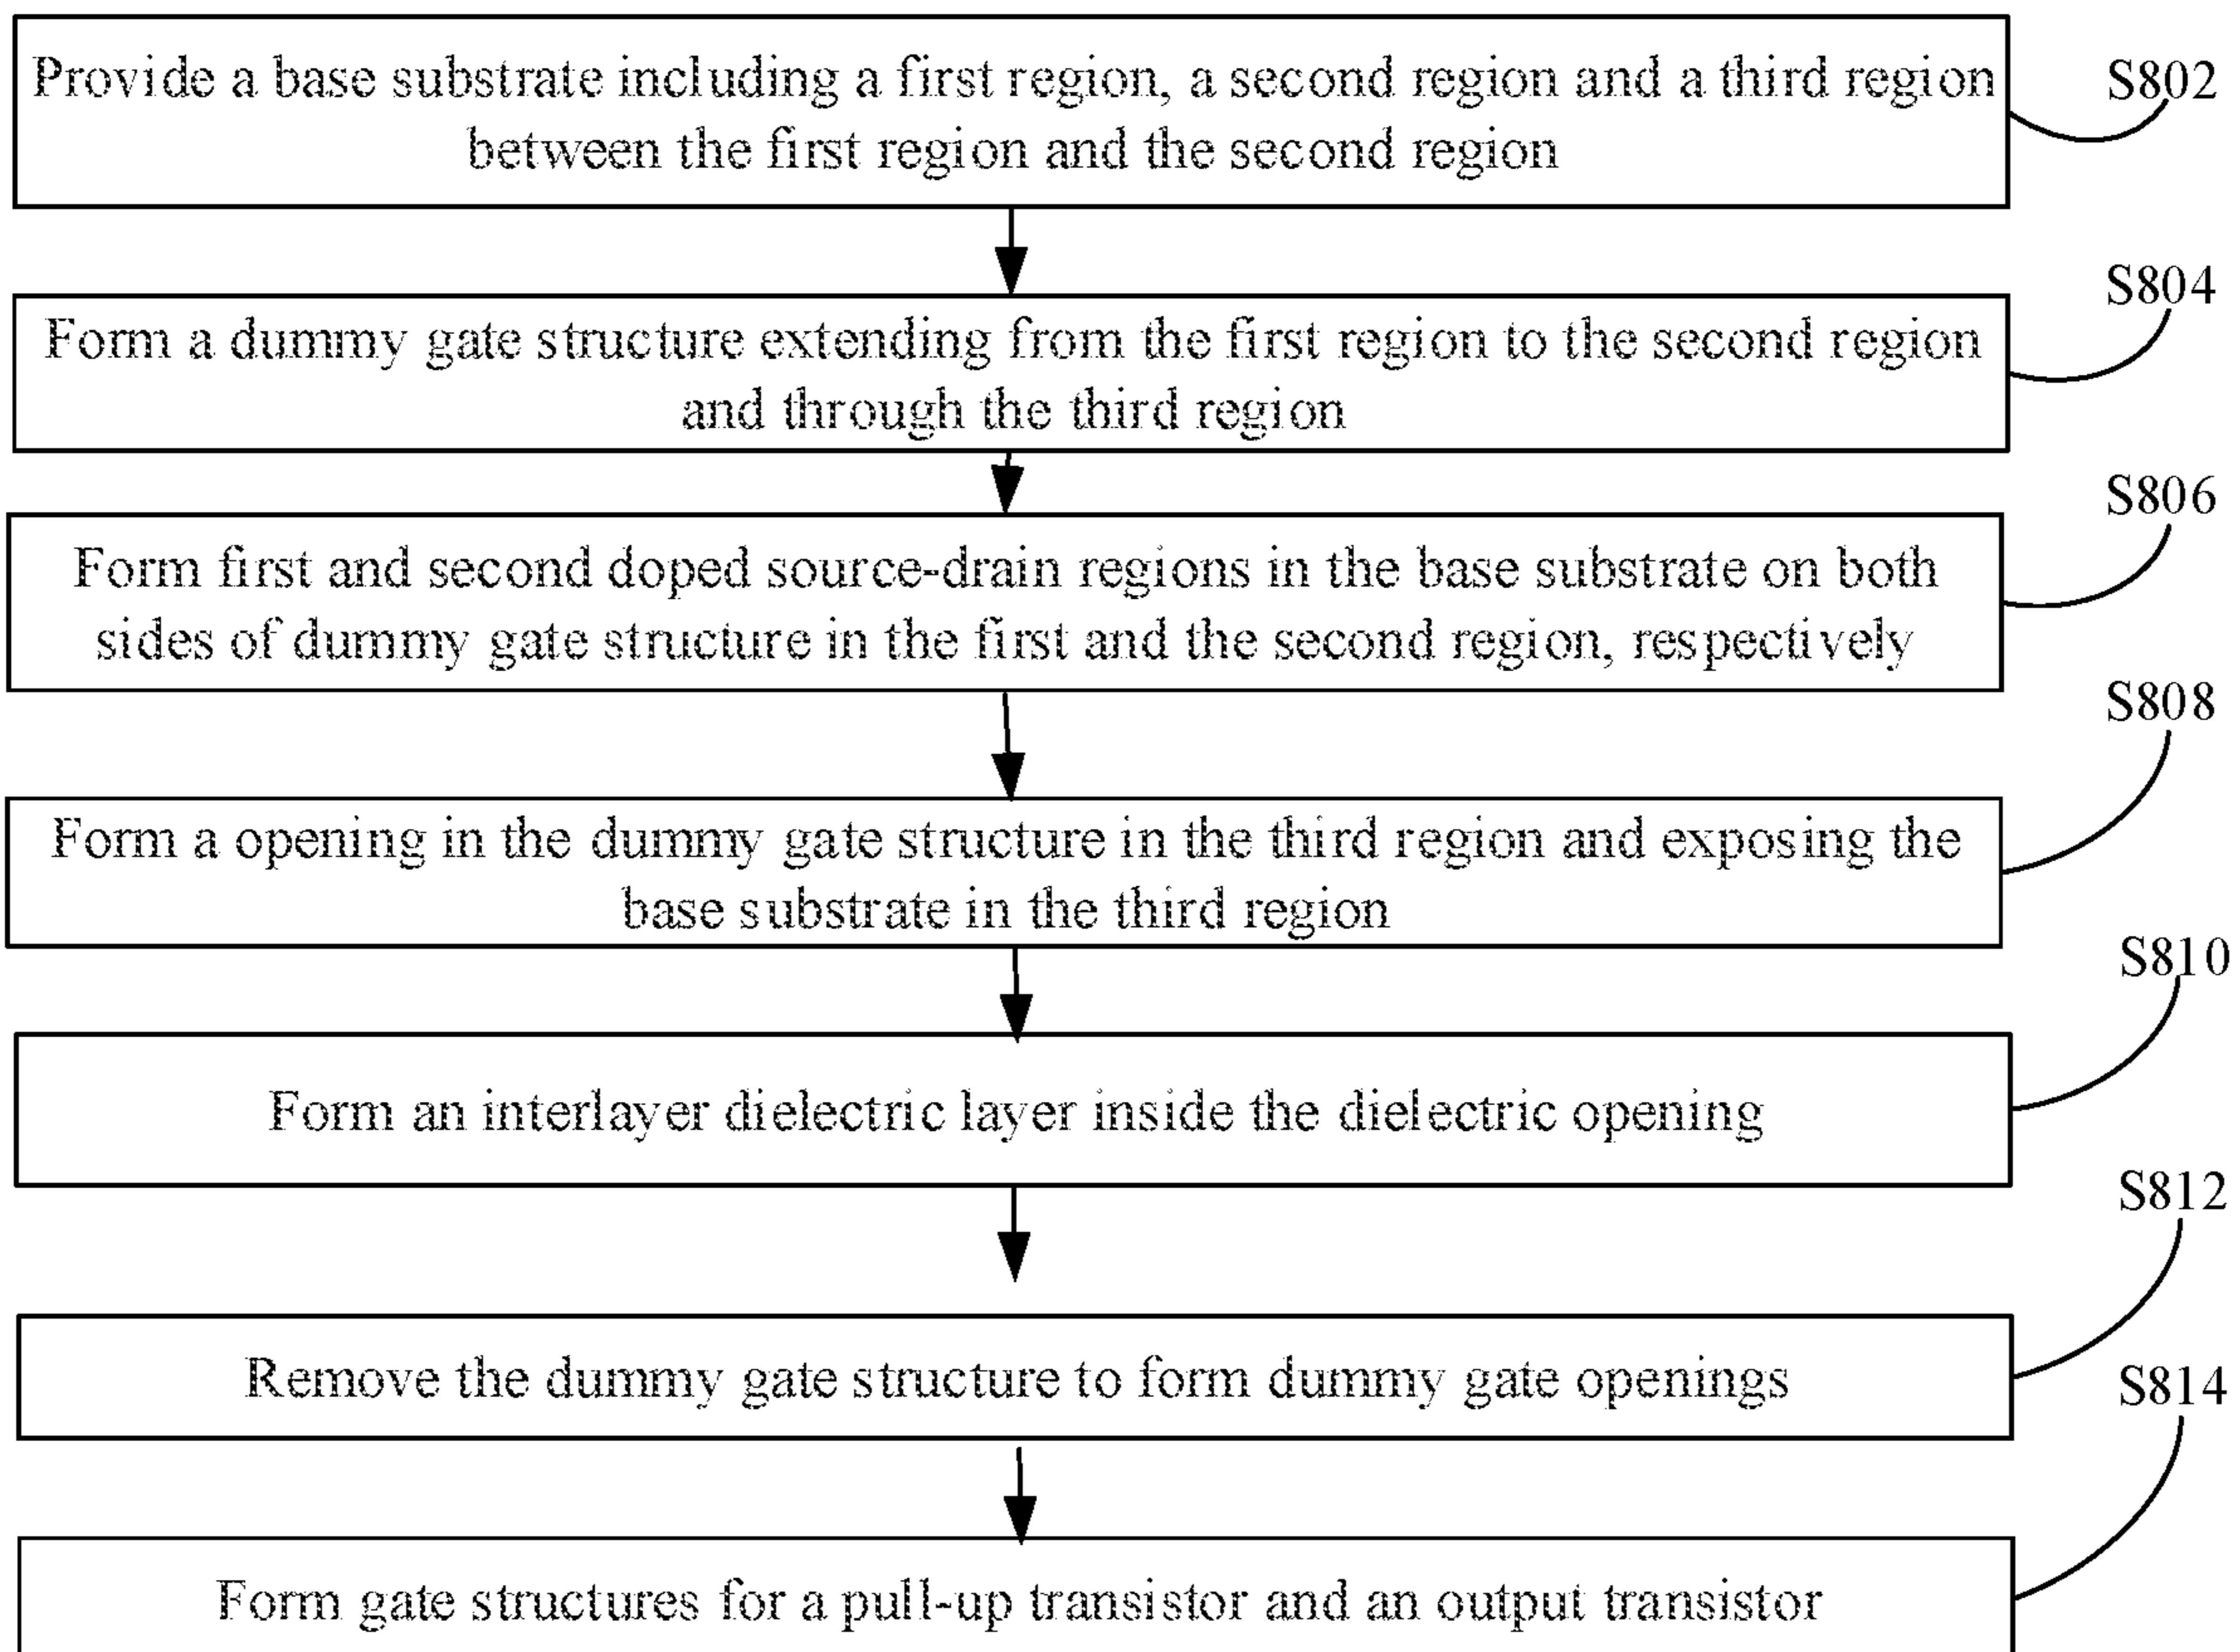 Provide a base substrate including a first region, a second region and a third region
between the first region and the second region
S802
Form a dummy gate structure extending from the first region to the second region
and through the third region
S804
Form first and second doped source-drain regions in the base substrate on both
sides of dummy gate structure in the first and the second region, respectively
S806
Form a opening in the dummy gate structure in the third region and exposing the
base substrate in the third region
S808
Form an interlayer dielectric layer inside the dielectric opening
S810
Remove the dummy gate structure to form dummy gate openings
S812
Form gate structures for a pull-up transistor and an output transistor
S814